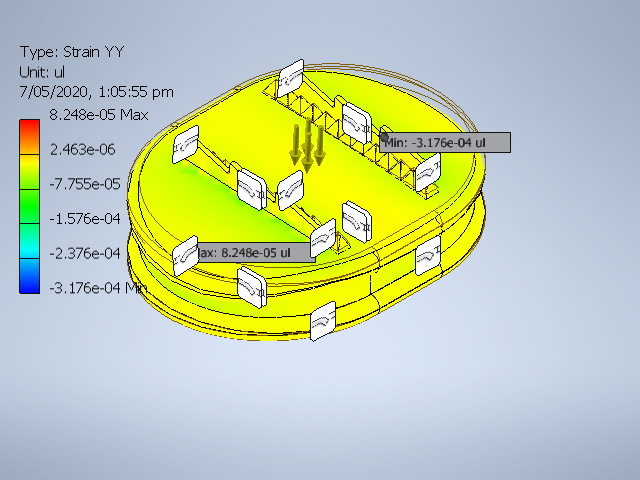 Type: Strain YY
Unit: ul
7/05/2020, 1:05:55 pm
8.248e-05 Max
2.463e-06
-7.755e-05
-1.576e-04
-2.376e-04
-3.176e-04 Min
Min: -3.176e-04 ul
Max: 8.248e-05 ul